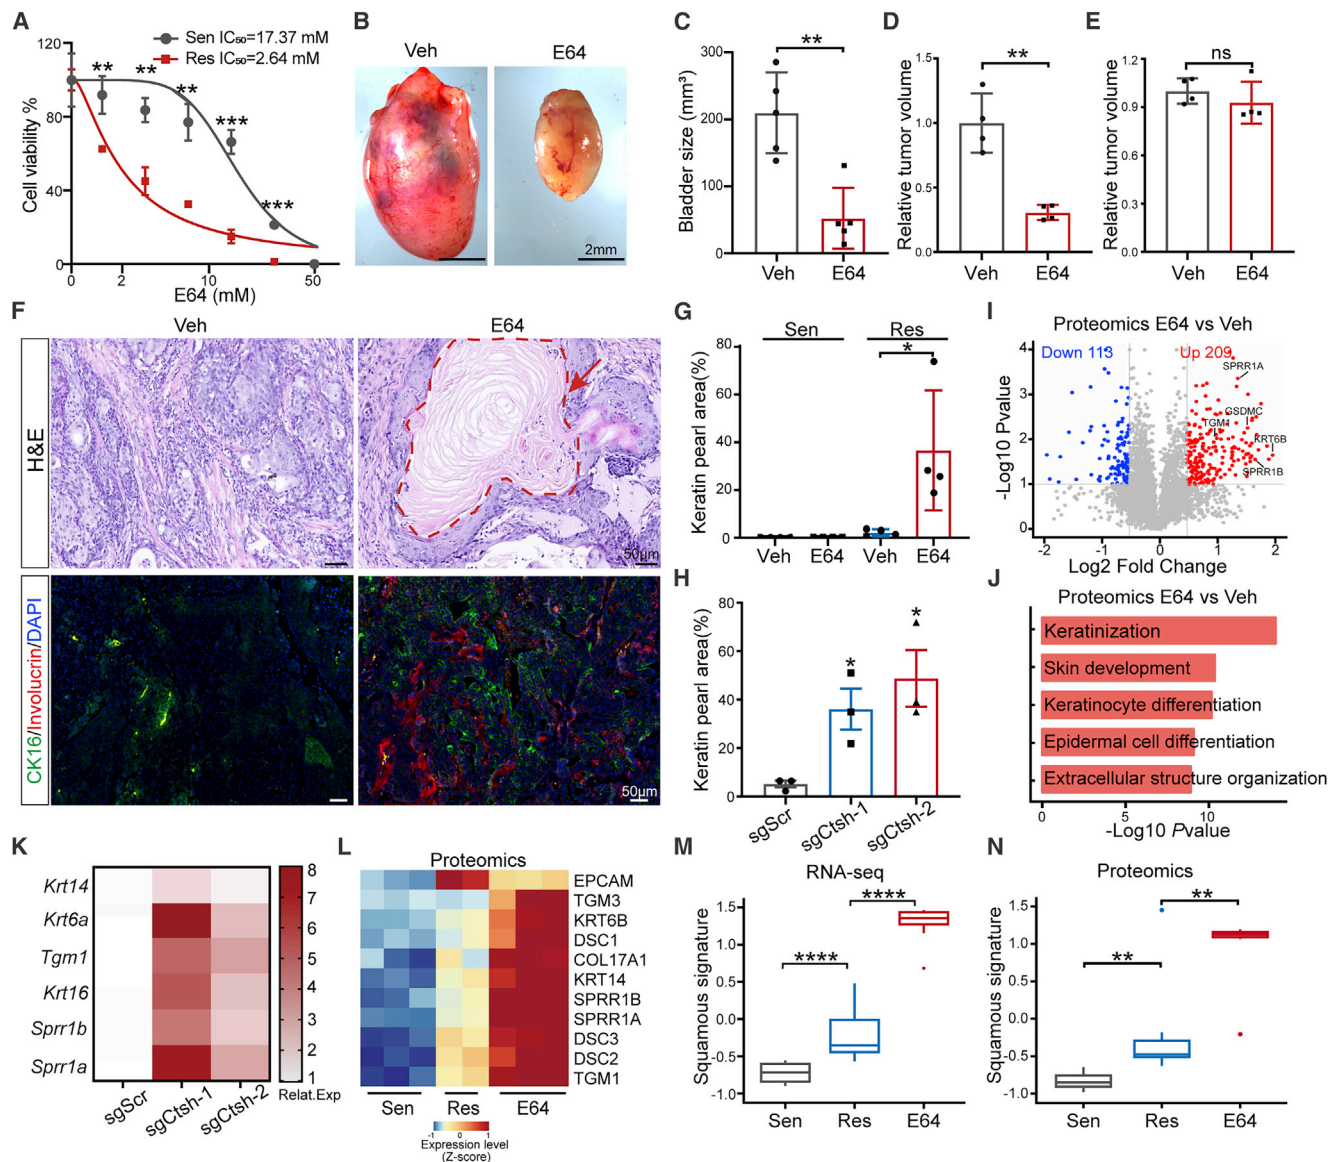 A
Sen IC₅₀=17.37 mM
Res IC₅₀=2.64 mM
Cell viability %
120
80
40
0
** ** ** *** ***
0 2 10 50
E64 (mM)
B
Veh E64
2mm
C
Bladder size (mm³)
300
200
100
0
**
Veh E64
D
Relative tumor volume
1.5
1.0
0.5
0.0
**
Veh E64
E
Relative tumor volume
1.2
0.9
0.6
0.3
0.0
ns
Veh E64
F
Veh E64
H&E
50μm
CK16/Involucrin/DAPI
50μm
G
Sen Res
Keratin pearl area(%)
80
60
40
20
0
*
Veh E64 Veh E64
H
Keratin pearl area(%)
80
60
40
20
0
* *
sgScr sgCtsh-1 sgCtsh-2
I
Proteomics E64 vs Veh
Down 113 Up 209
SPRR1A
GSDMC
TGM1
KRT6B
SPRR1B
-Log10 Pvalue
4
3
2
1
0
-2 -1 0 1 2
Log2 Fold Change
J
Proteomics E64 vs Veh
Keratinization
Skin development
Keratinocyte differentiation
Epidermal cell differentiation
Extracellular structure organization
0 5 10
-Log10 Pvalue
K
Krt14
Krt6a
Tgm1
Krt16
Sprr1b
Sprr1a
sgScr sgCtsh-1 sgCtsh-2
8
7
6
5
4
3
2
1
Relat.Exp
L
Proteomics
EPCAM
TGM3
KRT6B
DSC1
COL17A1
KRT14
SPRR1B
SPRR1A
DSC3
DSC2
TGM1
Sen Res E64
-1 0 1
Expression level
(Z-score)
M
RNA-seq
Squamous signature
1.5
1.0
0.5
0.0
-0.5
-1.0
**** ****
Sen Res E64
N
Proteomics
Squamous signature
1.5
1.0
0.5
0.0
-0.5
-1.0
** **
Sen Res E64